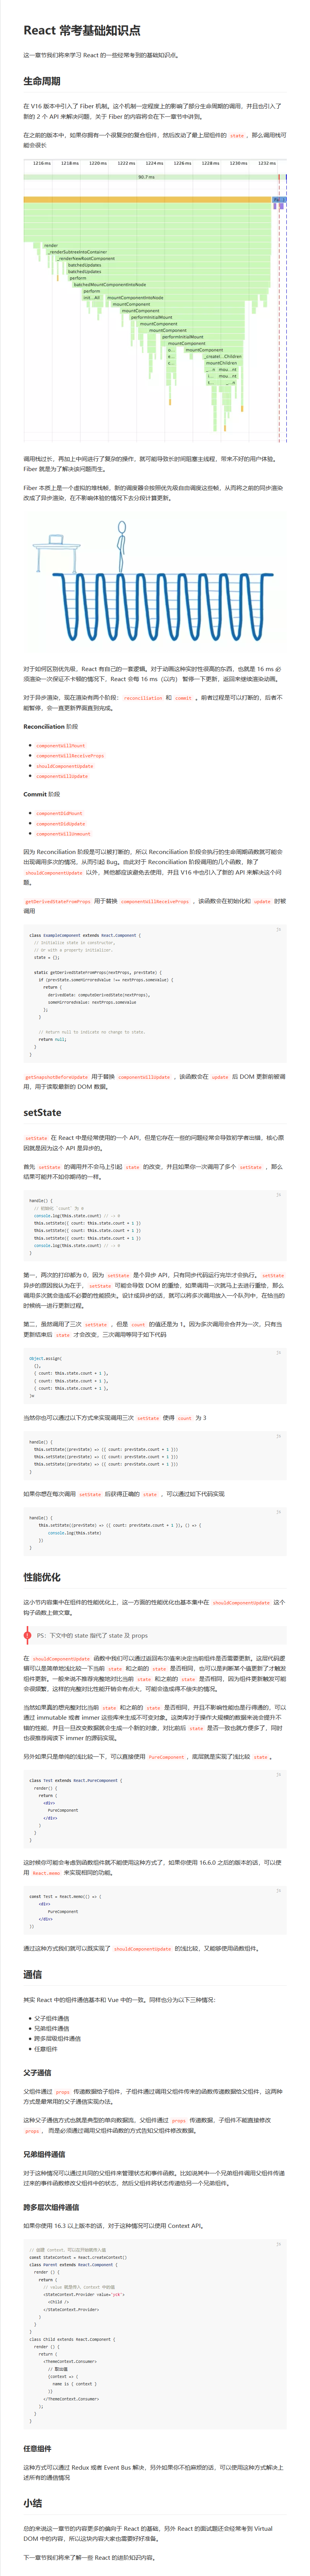 React 常考基础知识点
这一章节我们将来学习 React 的一些经常考到的基础知识点。
生命周期
在 V16 版本中引入了 Fiber 机制。这个机制一定程度上的影响了部分生命周期的调用，并且也引入了
新的 2 个 API 来解决问题，关于 Fiber 的内容将会在下一章节中讲到。
在之前的版本中，如果你拥有一个很复杂的复合组件，然后改动了最上层组件的 state，那么调用栈可
能会很长
1216 ms 1218 ms 1220 ms 1222 ms 1224 ms 1226 ms 1228 ms 1230 ms 1232 ms
80.7 ms
render
_renderSubtreeIntoContainer
_renderNewRootComponent
batchedUpdates
batchedUpdates
perform
batchedMountComponentIntoNode
perform
init...All mountComponentIntoNode
mountComponent
mountComponent
performInitialMount
mountComponent
performInitialMount
mountComponent
mountComponent
mountChildren
调用栈过长，再加上中间进行了复杂的操作，就可能导致长时间阻塞主线程，带来不好的用户体验。
Fiber 就是为了解决该问题而生。
Fiber 本质上是一个虚拟的堆栈帧，新的调度器会按照优先级自由调度这些帧，从而将之前的同步渲染
改成了异步渲染，在不影响体验的情况下去分段计算更新。
对于如何区别优先级，React 有自己的一套逻辑。对于动画这种实时性很高的东西，也就是 16 ms 必
须渲染一次保证不卡顿的情况下，React 会每 16 ms（以内） 暂停一下更新，返回来继续渲染动画。
对于异步渲染，现在渲染有两个阶段： reconciliation 和 commit 。前者过程是可以打断的，后者不
能暂停，会一直更新界面直到完成。
Reconciliation 阶段
componentWillMount
componentWillReceiveProps
shouldComponentUpdate
componentWillUpdate
Commit 阶段
componentDidMount
componentDidUpdate
componentWillUnmount
因为 Reconciliation 阶段是可以被打断的，所以 Reconciliation 阶段会执行的生命周期函数就可能会
出现调用多次的情况，从而引起 Bug。由此对于 Reconciliation 阶段调用的几个函数，除了
shouldComponentUpdate 以外，其他都应该避免去使用，并且 V16 中也引入了新的 API 来解决这个问
题。
getDerivedStateFromProps 用于替换 componentWillReceiveProps ，该函数会在初始化和 update 时被
调用
js
class ExampleComponent extends React.Component {
// Initialize state in constructor,
// Or with a property initializer.
state = {};
static getDerivedStateFromProps(nextProps, prevState) {
if (prevState.someMirroredValue !== nextProps.someValue) {
return {
derivedData: computeDerivedState(nextProps),
someMirroredValue: nextProps.someValue
};
}
// Return null to indicate no change to state.
return null;
}
}
getSnapshotBeforeUpdate 用于替换 componentWillUpdate ，该函数会在 update 后 DOM 更新前被调
用，用于读取最新的 DOM 数据。
setState
setState 在 React 中是经常使用的一个 API，但是它存在一些的问题经常会导致初学者出错，核心原
因就是因为这个 API 是异步的。
首先 setState 的调用并不会马上引起 state 的改变，并且如果你一次调用了多个 setState ，那么
结果可能并不如你期待的一样。
js
handle() {
// 初始化 `count` 为 0
console.log(this.state.count) // -> 0
this.setState({ count: this.state.count + 1 })
this.setState({ count: this.state.count + 1 })
this.setState({ count: this.state.count + 1 })
console.log(this.state.count) // -> 0
}
第一，两次的打印都为 0，因为 setState 是个异步 API，只有同步代码运行完毕才会执行。 setState
异步的原因我认为在于， setState 可能会导致 DOM 的重绘，如果调用一次就马上去进行重绘，那么
调用多次就会造成不必要的性能损失。设计成异步的话，就可以将多次调用放入一个队列中，在恰当的
时候统一进行更新过程。
第二，虽然调用了三次 setState ，但是 count 的值还是为 1。因为多次调用会合并为一次，只有当
更新结束后 state 才会改变，三次调用等同于如下代码
js
Object.assign(
{},
{ count: this.state.count + 1 },
{ count: this.state.count + 1 },
{ count: this.state.count + 1 },
)
当然你也可以通过以下方式来实现调用三次 setState 使得 count 为 3
js
handle() {
this.setState((prevState) => ({ count: prevState.count + 1 }))
this.setState((prevState) => ({ count: prevState.count + 1 }))
this.setState((prevState) => ({ count: prevState.count + 1 }))
}
如果你想在每次调用 setState 后获得正确的 state ，可以通过如下代码实现
js
handle() {
this.setState((prevState) => ({ count: prevState.count + 1 }), () => {
console.log(this.state)
})
}
性能优化
这小节内容集中在组件的性能优化上，这一方面的性能优化也基本集中在 shouldComponentUpdate 这个
钩子函数上做文章。
! PS：下文中的 state 指代了 state 及 props
在 shouldComponentUpdate 函数中我们可以通过返回布尔值来决定当前组件是否需要更新。这层代码逻
辑可以是简单地浅比较一下当前 state 和之前的 state 是否相同，也可以是判断某个值更新了才触发
组件更新。一般来说不推荐完整地对比当前 state 和之前的 state 是否相同，因为组件更新触发可能
会很频繁，这样的完整对比性能开销会有点大，可能会造成得不偿失的情况。
当然如果真的想完整对比当前 state 和之前的 state 是否相同，并且不影响性能也是行得通的，可以
通过 immutable 或者 immer 这些库来生成不可变对象。这类库对于操作大规模的数据来说会提升不
错的性能，并且一旦改变数据就会生成一个新的对象，对比前后 state 是否一致也就方便多了，同时
也很推荐阅读下 immer 的源码实现。
另外如果只是单纯的浅比较一下，可以直接使用 PureComponent ，底层就是实现了浅比较 state 。
js
class Test extends React.PureComponent {
render() {
return (
<div>
PureComponent
</div>
)
}
}
这时候你可能会考虑到函数组件就不能使用这种方式了，如果你使用 16.6.0 之后的版本的话，可以使
用 React.memo 来实现相同的功能。
js
const Test = React.memo(() => (
<div>
PureComponent
</div>
))
通过这种方式我们就可以既实现了 shouldComponentUpdate 的浅比较，又能够使用函数组件。
通信
其实 React 中的组件通信基本和 Vue 中的一致。同样也分为以下三种情况：
父子组件通信
兄弟组件通信
跨多层级组件通信
任意组件
父子通信
父组件通过 props 传递数据给子组件，子组件通过调用父组件传来的函数传递数据给父组件，这两种
方式是最常用的父子通信实现办法。
这种父子通信方式也就是典型的单向数据流，父组件通过 props 传递数据，子组件不能直接修改
props， 而是必须通过调用父组件函数的方式告知父组件修改数据。
兄弟组件通信
对于这种情况可以通过共同的父组件来管理状态和事件函数。比如说其中一个兄弟组件调用父组件传递
过来的事件函数修改父组件中的状态，然后父组件将状态传递给另一个兄弟组件。
跨多层次组件通信
如果你使用 16.3 以上版本的话，对于这种情况可以使用 Context API。
js
// 创建 Context，可以在开始就传入值
const StateContext = React.createContext()
class Parent extends React.Component {
render () {
return (
// value 就是传入 Context 中的值
<StateContext.Provider value='yck'>
<Child />
</StateContext.Provider>
)
}
}
class Child extends React.Component {
render () {
return (
<ThemeContext.Consumer>
// 取出值
{context => (
name is { context }
)}
</ThemeContext.Consumer>
);
}
}
任意组件
这种方式可以通过 Redux 或者 Event Bus 解决，另外如果你不怕麻烦的话，可以使用这种方式解决上
述所有的通信情况
小结
总的来说这一章节的内容更多的偏向于 React 的基础，另外 React 的面试题还会经常考到 Virtual
DOM 中的内容，所以这块内容大家也需要好好准备。
下一章节我们将来了解一些 React 的进阶知识内容。